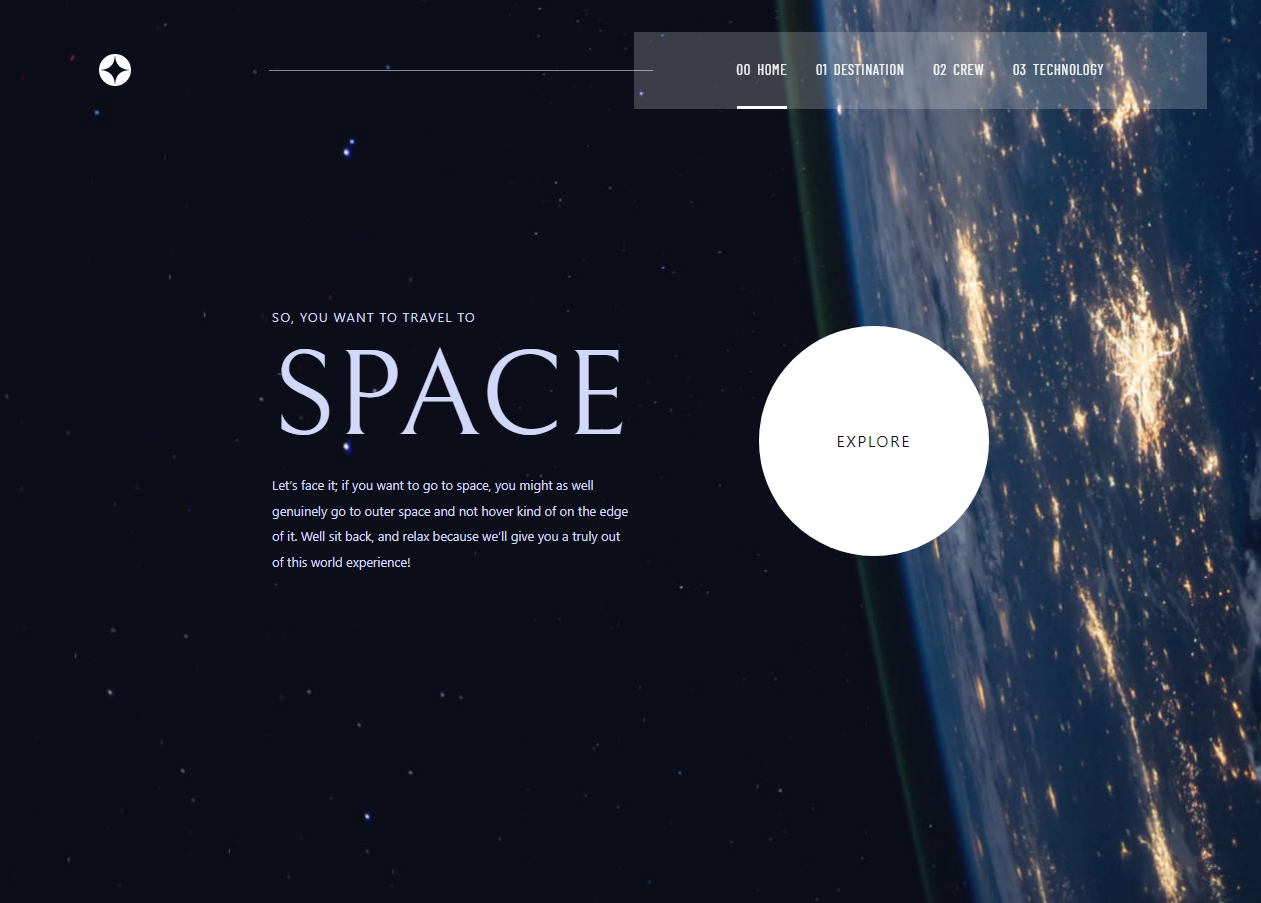 00 HOME 01 DESTINATION 02 CREW 03 TECHNOLOGY
SO, YOU WANT TO TRAVEL TO
SPACE
Let’s face it; if you want to go to space, you might as well
genuinely go to outer space and not hover kind of on the edge
of it. Well sit back, and relax because we’ll give you a truly out
of this world experience!
EXPLORE